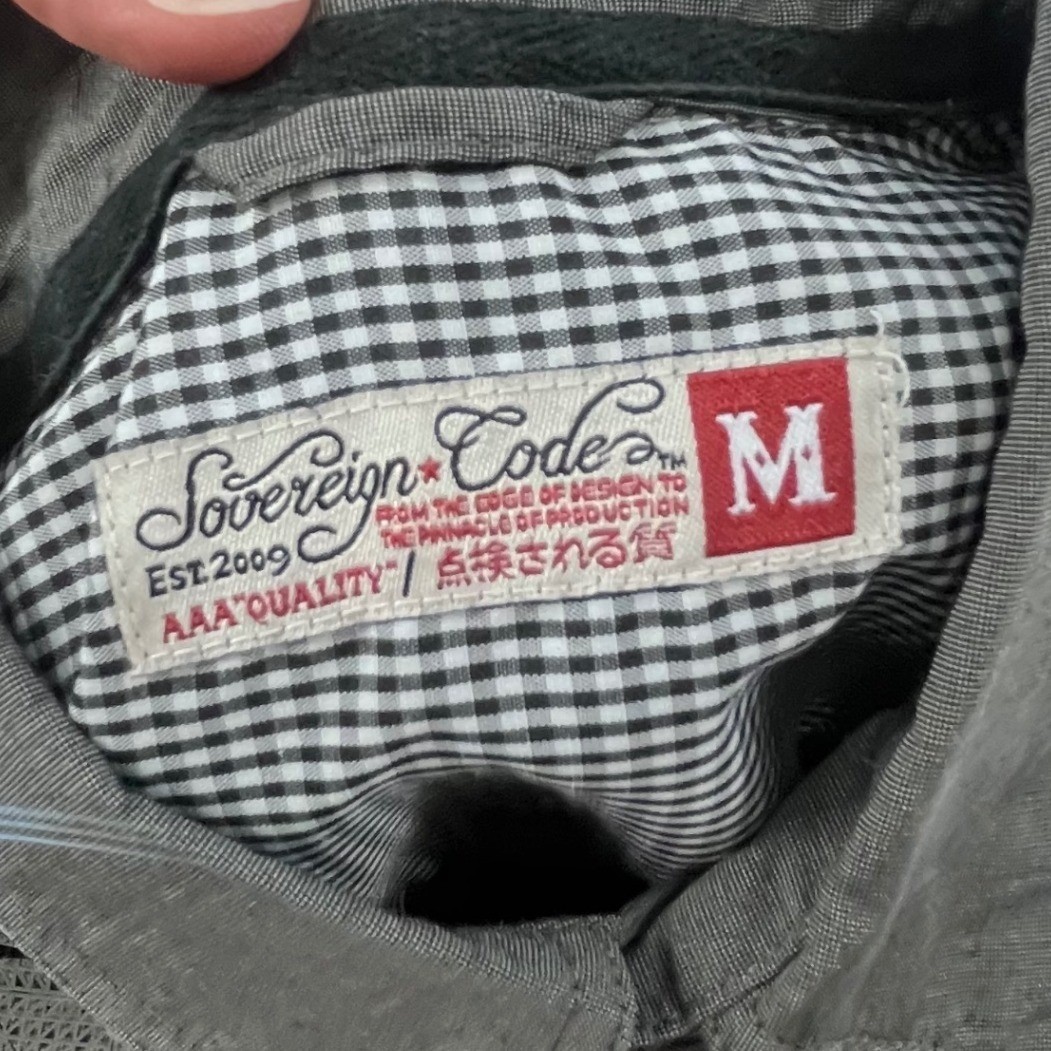 Sovereign★Code™
FROM THE EDGE OF DESIGN TO
THE PINNACLE OF PRODUCTION
EST. 2009
AAA"QUALITY" / 点検される質
M